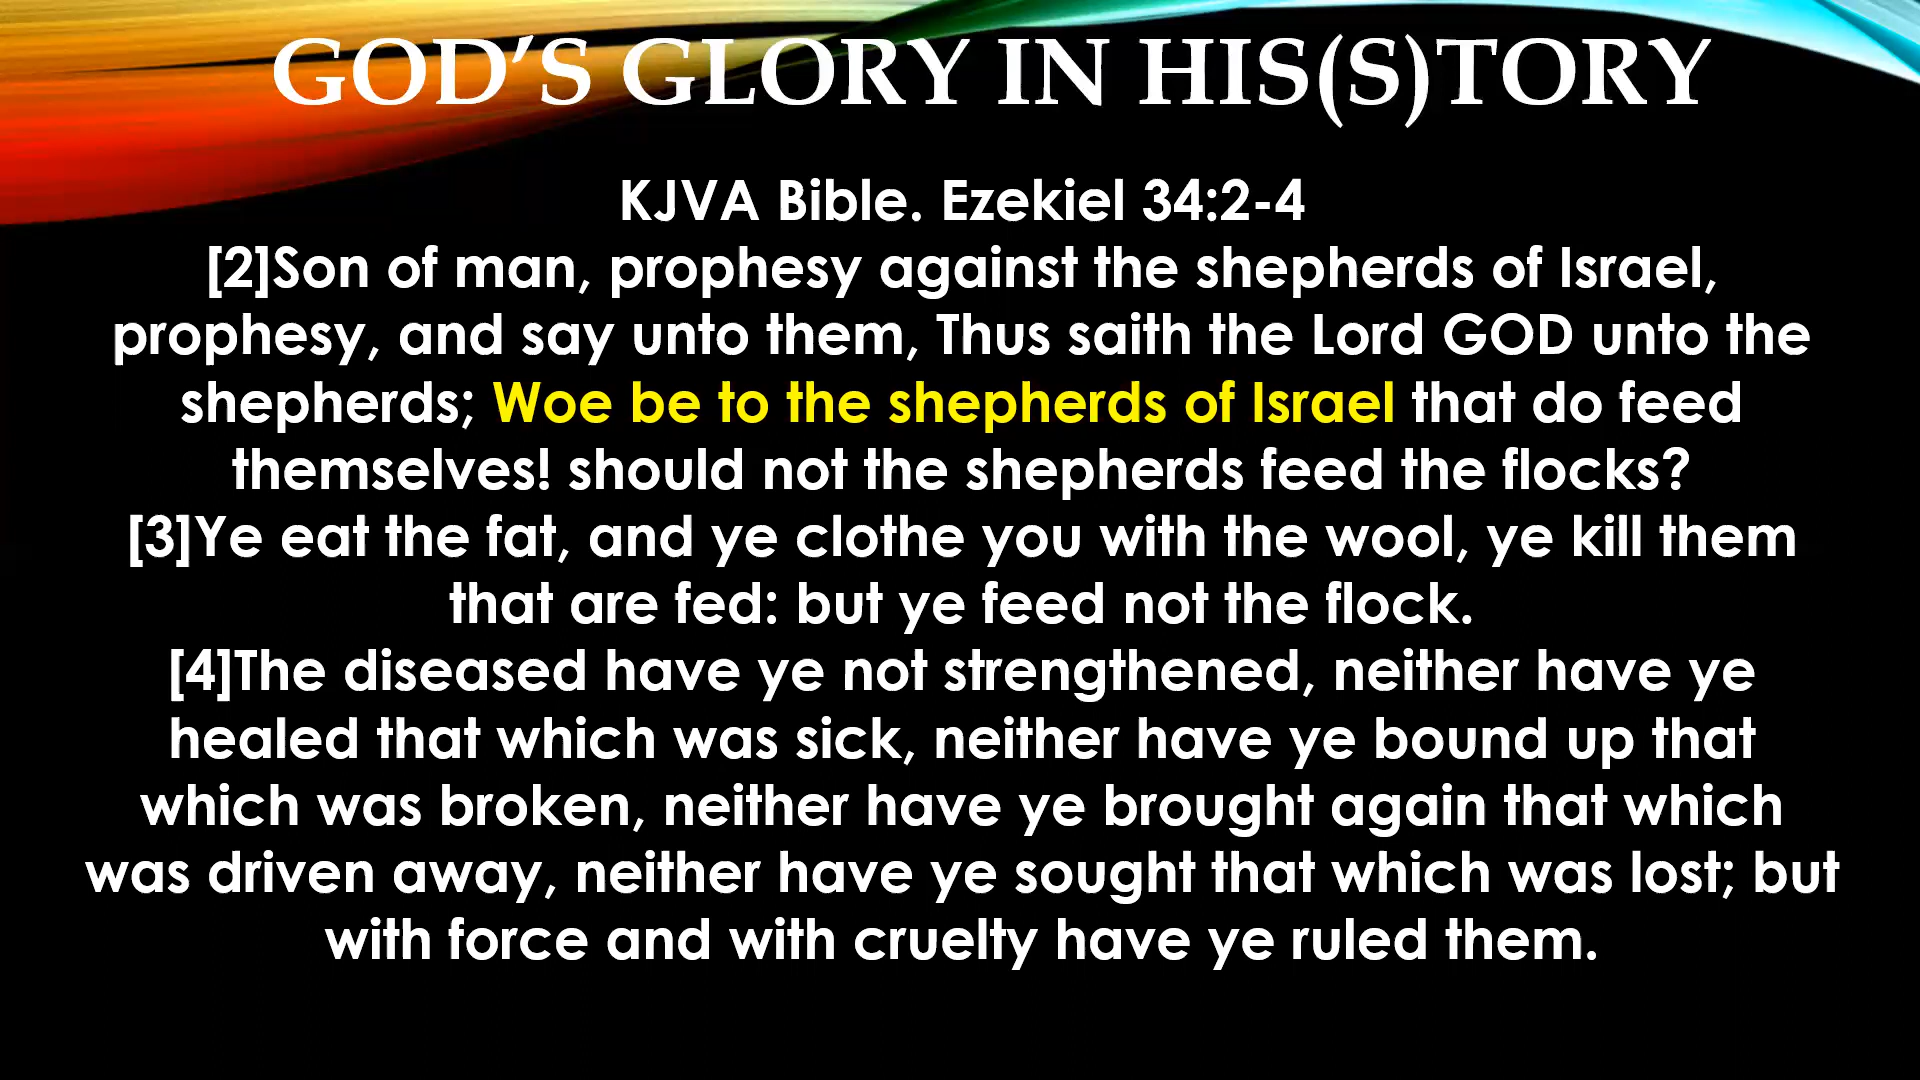 GOD’S GLORY IN HIS(S)TORY
KJVA Bible. Ezekiel 34:2-4
[2]Son of man, prophesy against the shepherds of Israel,
prophesy, and say unto them, Thus saith the Lord GOD unto the
shepherds; Woe be to the shepherds of Israel that do feed
themselves! should not the shepherds feed the flocks?
[3]Ye eat the fat, and ye clothe you with the wool, ye kill them
that are fed: but ye feed not the flock.
[4]The diseased have ye not strengthened, neither have ye
healed that which was sick, neither have ye bound up that
which was broken, neither have ye brought again that which
was driven away, neither have ye sought that which was lost; but
with force and with cruelty have ye ruled them.